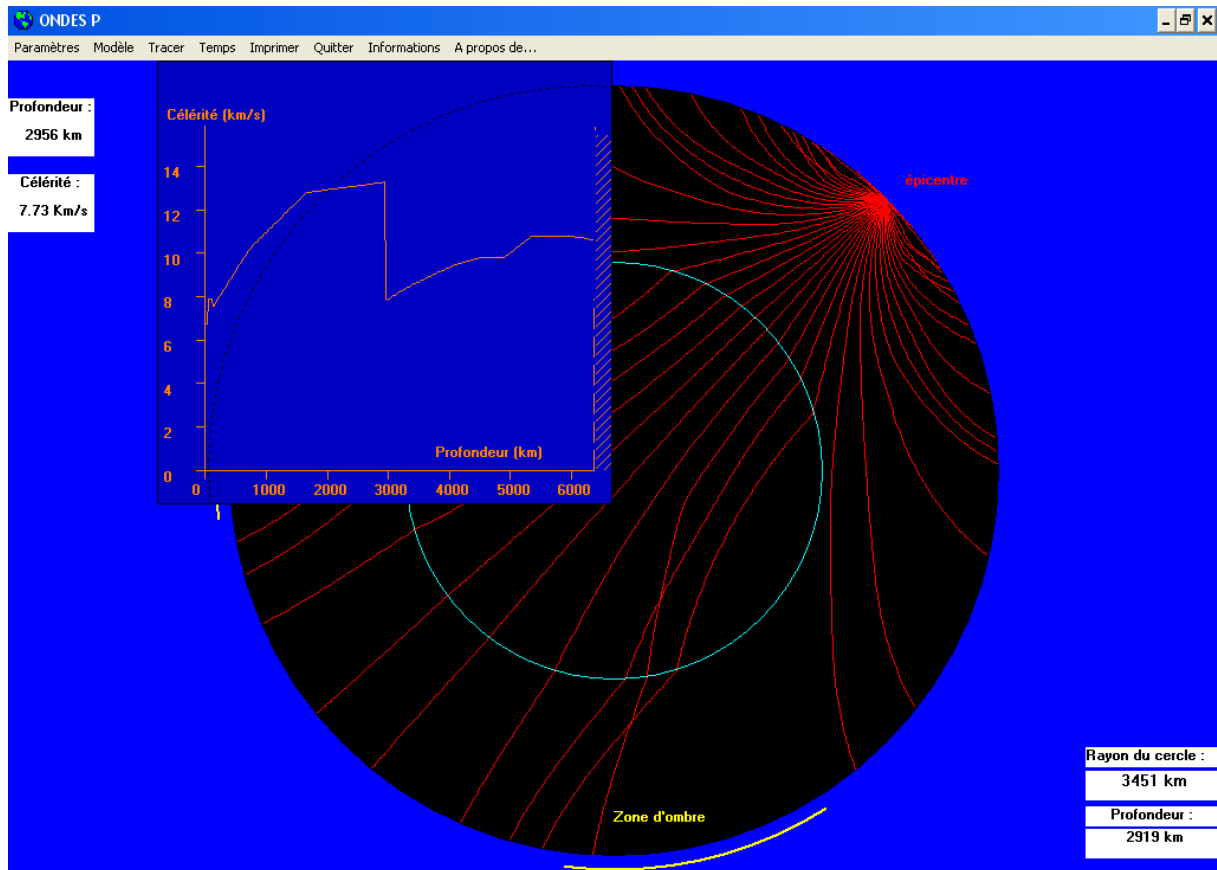 ONDES P
Paramètres Modèle Tracer Temps Imprimer Quitter Informations A propos de...
Profondeur :
2956 km
Célérité :
7.73 Km/s
Célérité (km/s)
14
12
10
8
6
4
2
0
Profondeur (km)
0 1000 2000 3000 4000 5000 6000
épicentre
Zone d'ombre
Rayon du cercle :
3451 km
Profondeur :
2919 km